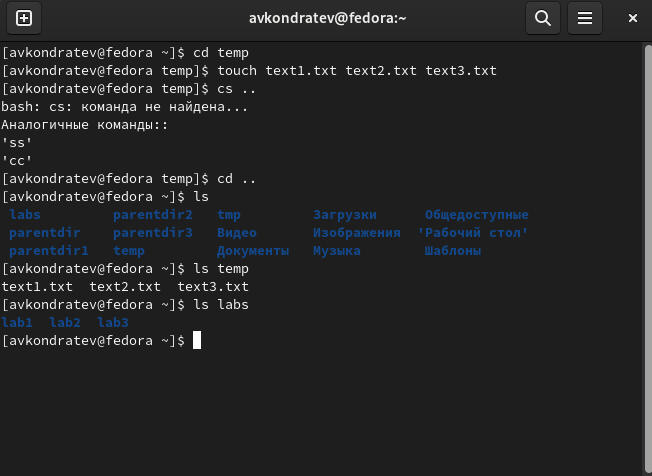 avkondratev@fedora:~
[avkondratev@fedora ~]$ cd temp
[avkondratev@fedora temp]$ touch text1.txt text2.txt text3.txt
[avkondratev@fedora temp]$ cs ..
bash: cs: команда не найдена...
Аналогичные команды::
'ss'
'cc'
[avkondratev@fedora temp]$ cd ..
[avkondratev@fedora ~]$ ls
labs parentdir2 tmp Загрузки Общедоступные
parentdir parentdir3 Видео Изображения 'Рабочий стол'
parentdir1 temp Документы Музыка Шаблоны
[avkondratev@fedora ~]$ ls temp
text1.txt text2.txt text3.txt
[avkondratev@fedora ~]$ ls labs
lab1 lab2 lab3
[avkondratev@fedora ~]$